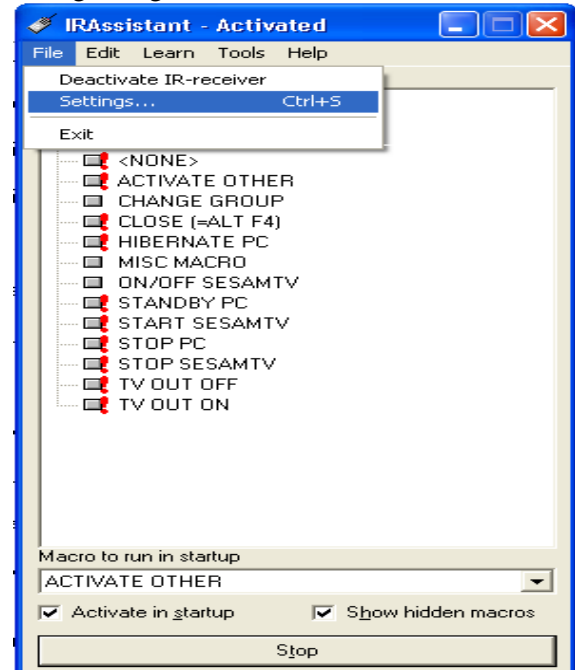 IRAssistant - Activated
File Edit Learn Tools Help
Deactivate IR-receiver
Settings... Ctrl+S
Exit
<NONE>
ACTIVATE OTHER
CHANGE GROUP
CLOSE (=ALT F4)
HIBERNATE PC
MISC MACRO
ON/OFF SESAMTV
STANDBY PC
START SESAMTV
STOP PC
STOP SESAMTV
TV OUT OFF
TV OUT ON
Macro to run in startup
ACTIVATE OTHER
Activate in startup Show hidden macros
Stop